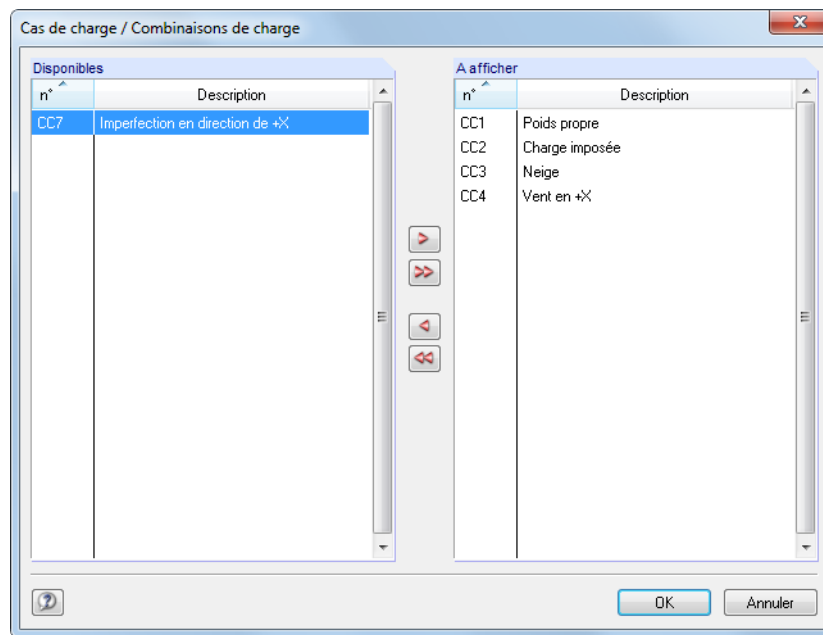 Cas de charge / Combinaisons de charge
Disponibles
n° Description
CC7 Imperfection en direction de +X
A afficher
n° Description
CC1 Poids propre
CC2 Charge imposée
CC3 Neige
CC4 Vent en +X
OK
Annuler